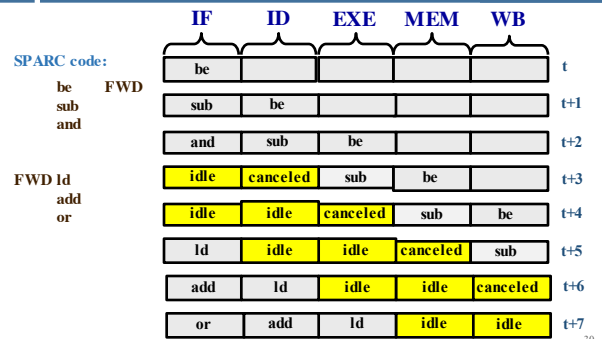 IF ID EXE MEM WB
SPARC code:
be FWD
sub
and
FWD ld
add
or
be t
sub be t+1
and sub be t+2
idle canceled sub be t+3
idle idle canceled sub be t+4
ld idle idle canceled sub t+5
add ld idle idle canceled t+6
or add ld idle idle t+7